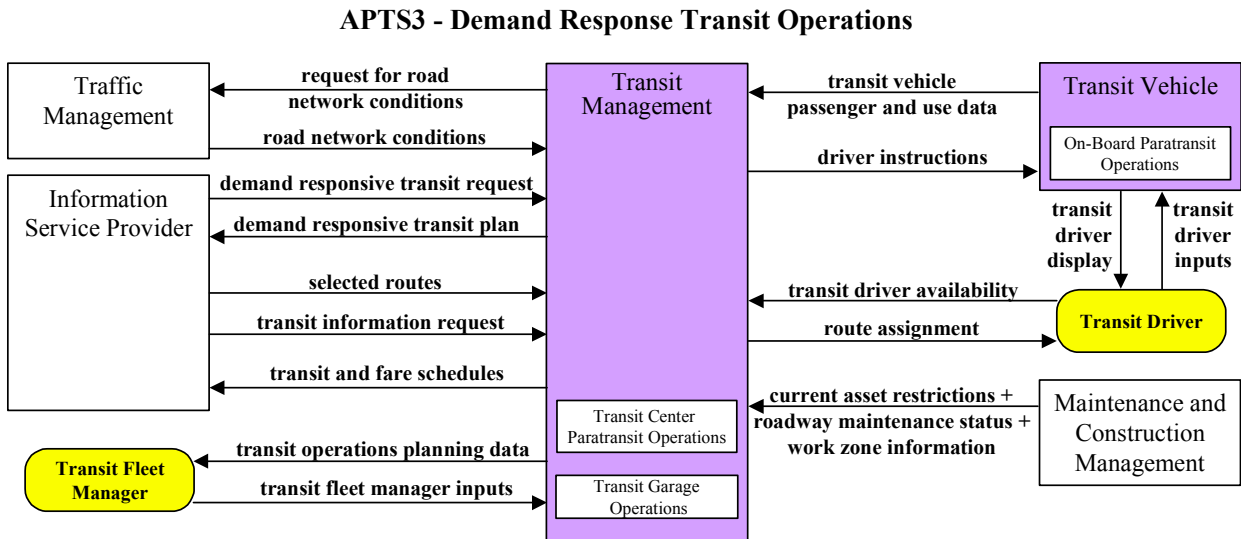 APTS3 - Demand Response Transit Operations
Traffic
Management
request for road
network conditions
road network conditions
Information
Service Provider
demand responsive transit request
demand responsive transit plan
selected routes
transit information request
transit and fare schedules
Transit Fleet
Manager
transit operations planning data
transit fleet manager inputs
Transit
Management
Transit Center
Paratransit Operations
Transit Garage
Operations
transit vehicle
passenger and use data
driver instructions
Transit Vehicle
On-Board Paratransit
Operations
transit
driver
display
transit
driver
inputs
transit driver availability
route assignment
Transit Driver
current asset restrictions +
roadway maintenance status +
work zone information
Maintenance and
Construction
Management